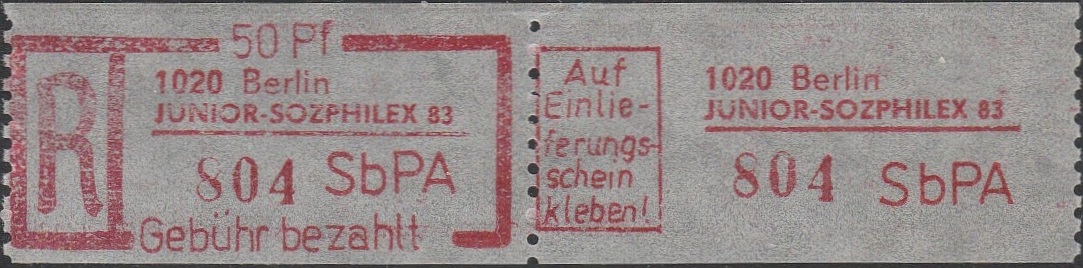 50 Pf
R
1020 Berlin
JUNIOR-SOZPHILEX 83
804 SbPA
Gebühr bezahlt
Auf
Einlie-
ferungs-
schein
kleben!
1020 Berlin
JUNIOR-SOZPHILEX 83
804 SbPA